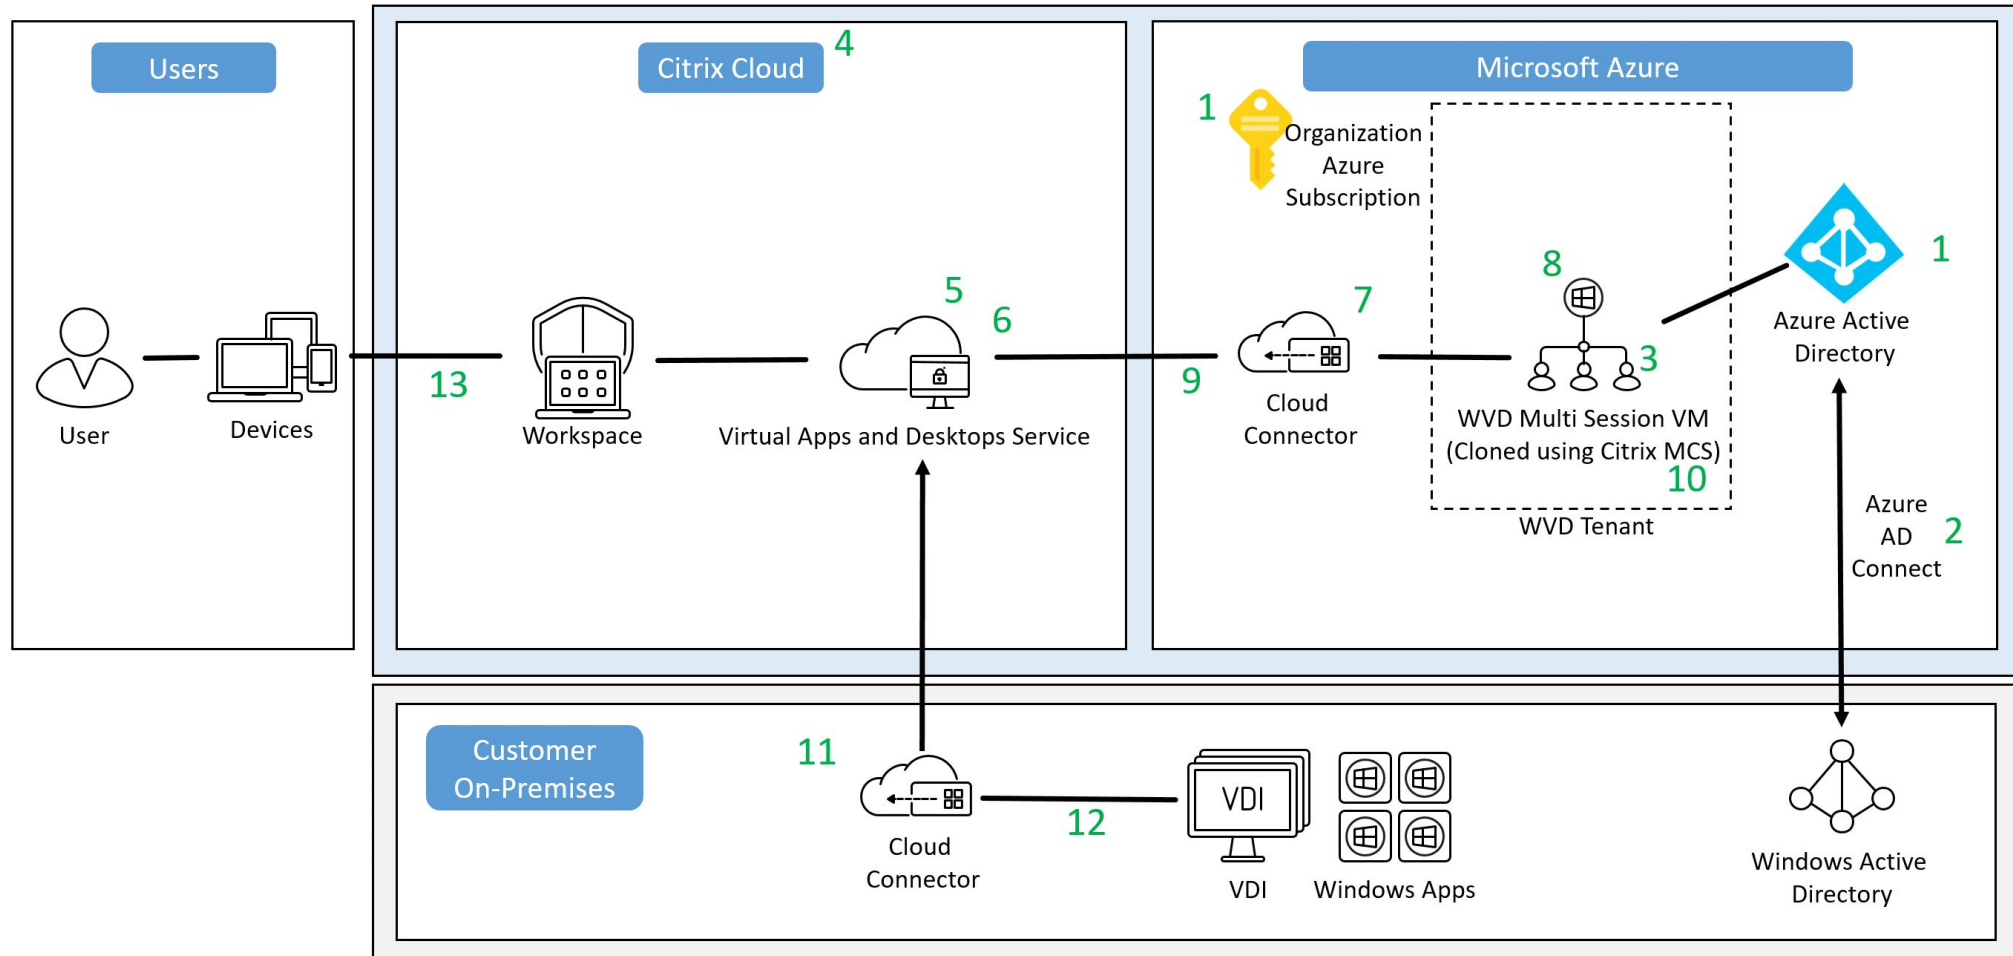 Users
User
Devices
13
Citrix Cloud
4
Workspace
5
6
Virtual Apps and Desktops Service
9
Microsoft Azure
1
Organization
Azure
Subscription
7
Cloud
Connector
8
3
WVD Multi Session VM
(Cloned using Citrix MCS)
10
WVD Tenant
1
Azure Active
Directory
Azure
AD
Connect
2
Customer
On-Premises
11
Cloud
Connector
12
VDI
VDI
Windows Apps
Windows Active
Directory